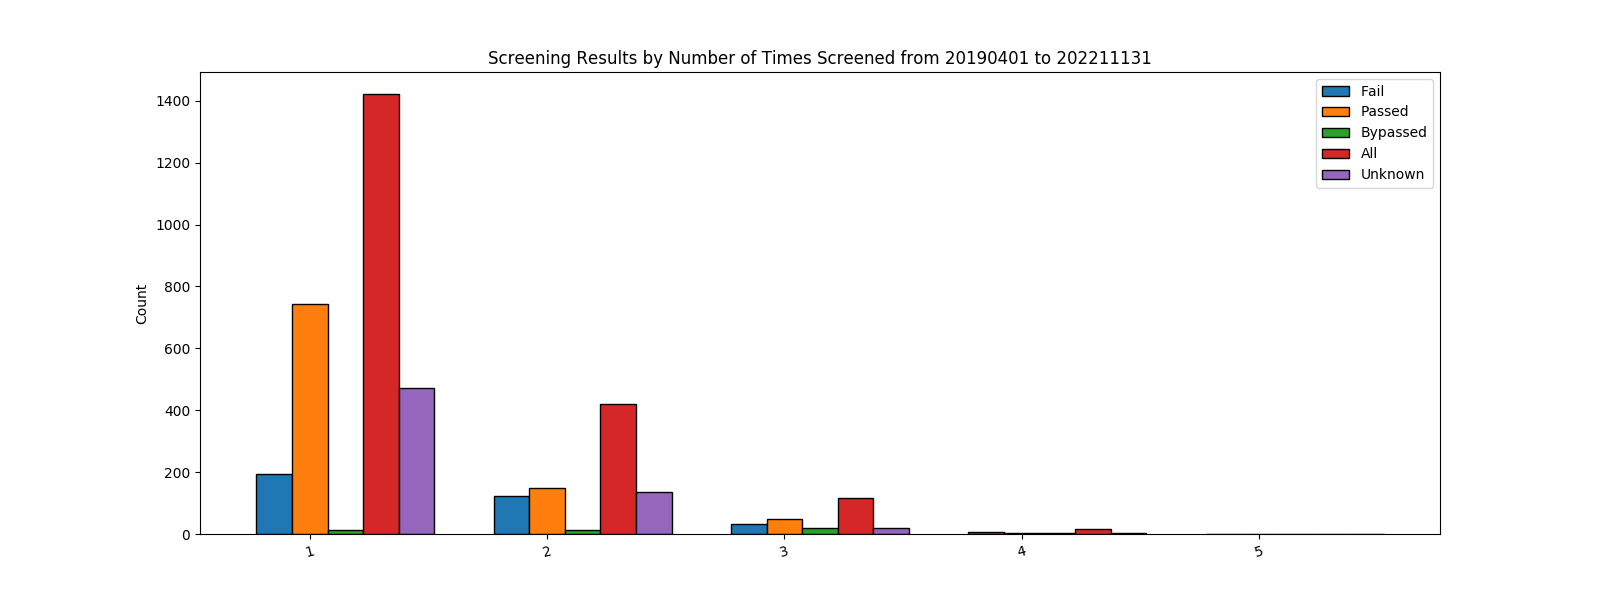 Screening Results by Number of Times Screened from 20190401 to 202211131
Fail
Passed
Bypassed
All
Unknown
Count
1400
1200
1000
800
600
400
200
0
1 2 3 4 5